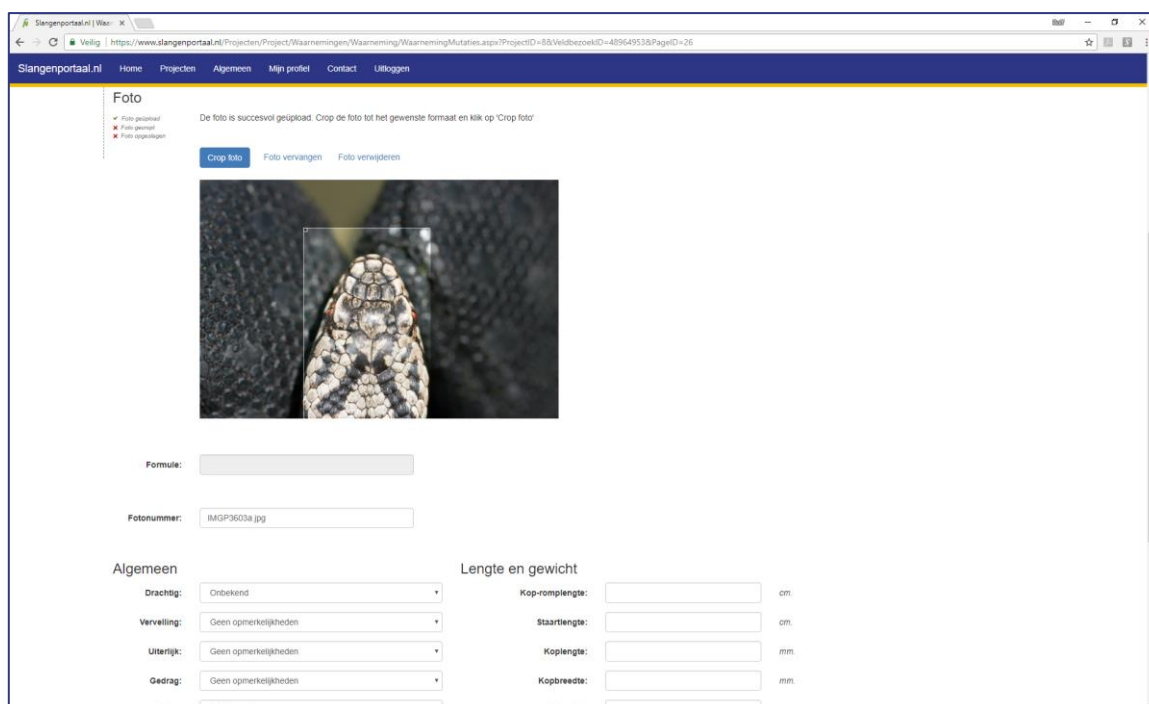 Slangenportaal.nl | Waar
Veilig | https://www.slangenportaal.nl/Projecten/Project/Waarnemingen/Waarneming/WaarnemingMutaties.aspx?ProjectID=8&VeldbezoekID=48964953&PageID=26
Slangenportaal.nl Home Projecten Algemeen Mijn profiel Contact Uitloggen
Foto
Foto geüpload
Foto gecropt
Foto opgeslagen
De foto is succesvol geüpload. Crop de foto tot het gewenste formaat en klik op 'Crop foto'
Crop foto Foto vervangen Foto verwijderen
Formule:
Fotonummer: IMGP3603a.jpg
Algemeen Lengte en gewicht
Drachtig: Onbekend Kop-romplengte: cm.
Vervelling: Geen opmerkelijkheden Staartlengte: cm.
Uiterlijk: Geen opmerkelijkheden Koplengte: mm.
Gedrag: Geen opmerkelijkheden Kopbreedte: mm.